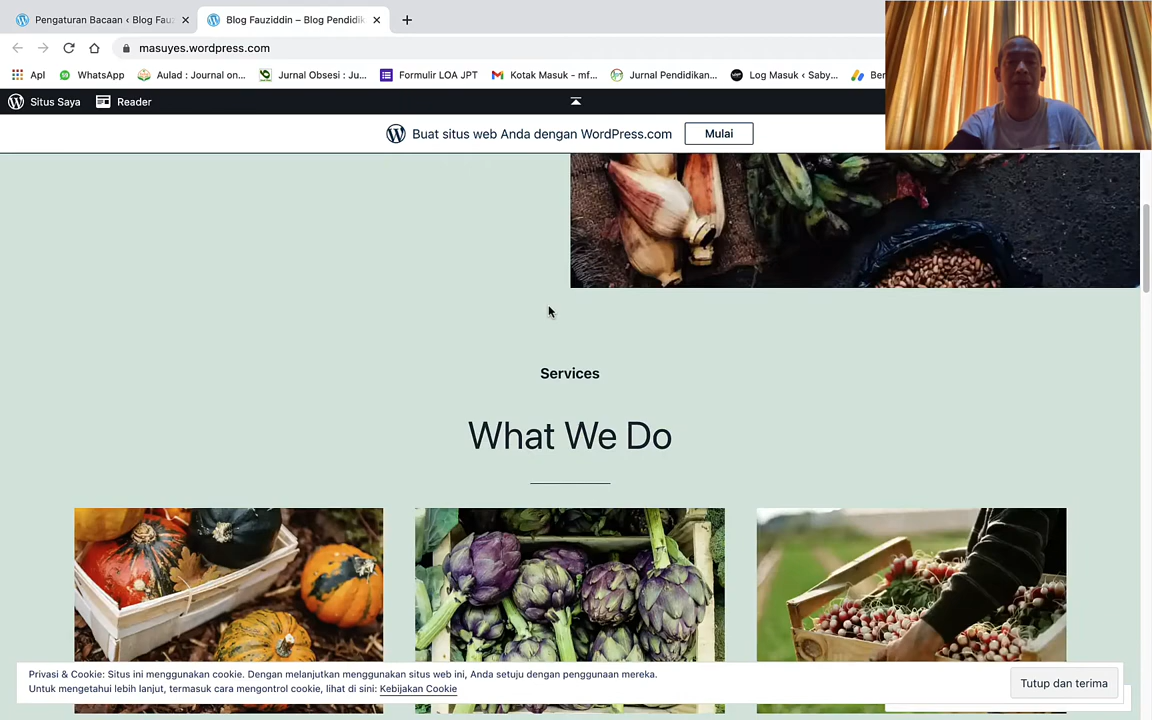 Pengaturan Bacaan ‹ Blog Fauz
Blog Fauziddin – Blog Pendidik
masuyes.wordpress.com
Apl
WhatsApp
Aulad : Journal on...
Jurnal Obsesi : Ju...
Formulir LOA JPT
Kotak Masuk - mf...
Jurnal Pendidikan...
Log Masuk ‹ Saby...
Ber
Situs Saya
Reader
Buat situs web Anda dengan WordPress.com
Mulai
Services
What We Do
Privasi & Cookie: Situs ini menggunakan cookie. Dengan melanjutkan menggunakan situs web ini, Anda setuju dengan penggunaan mereka.
Untuk mengetahui lebih lanjut, termasuk cara mengontrol cookie, lihat di sini: Kebijakan Cookie
Tutup dan terima